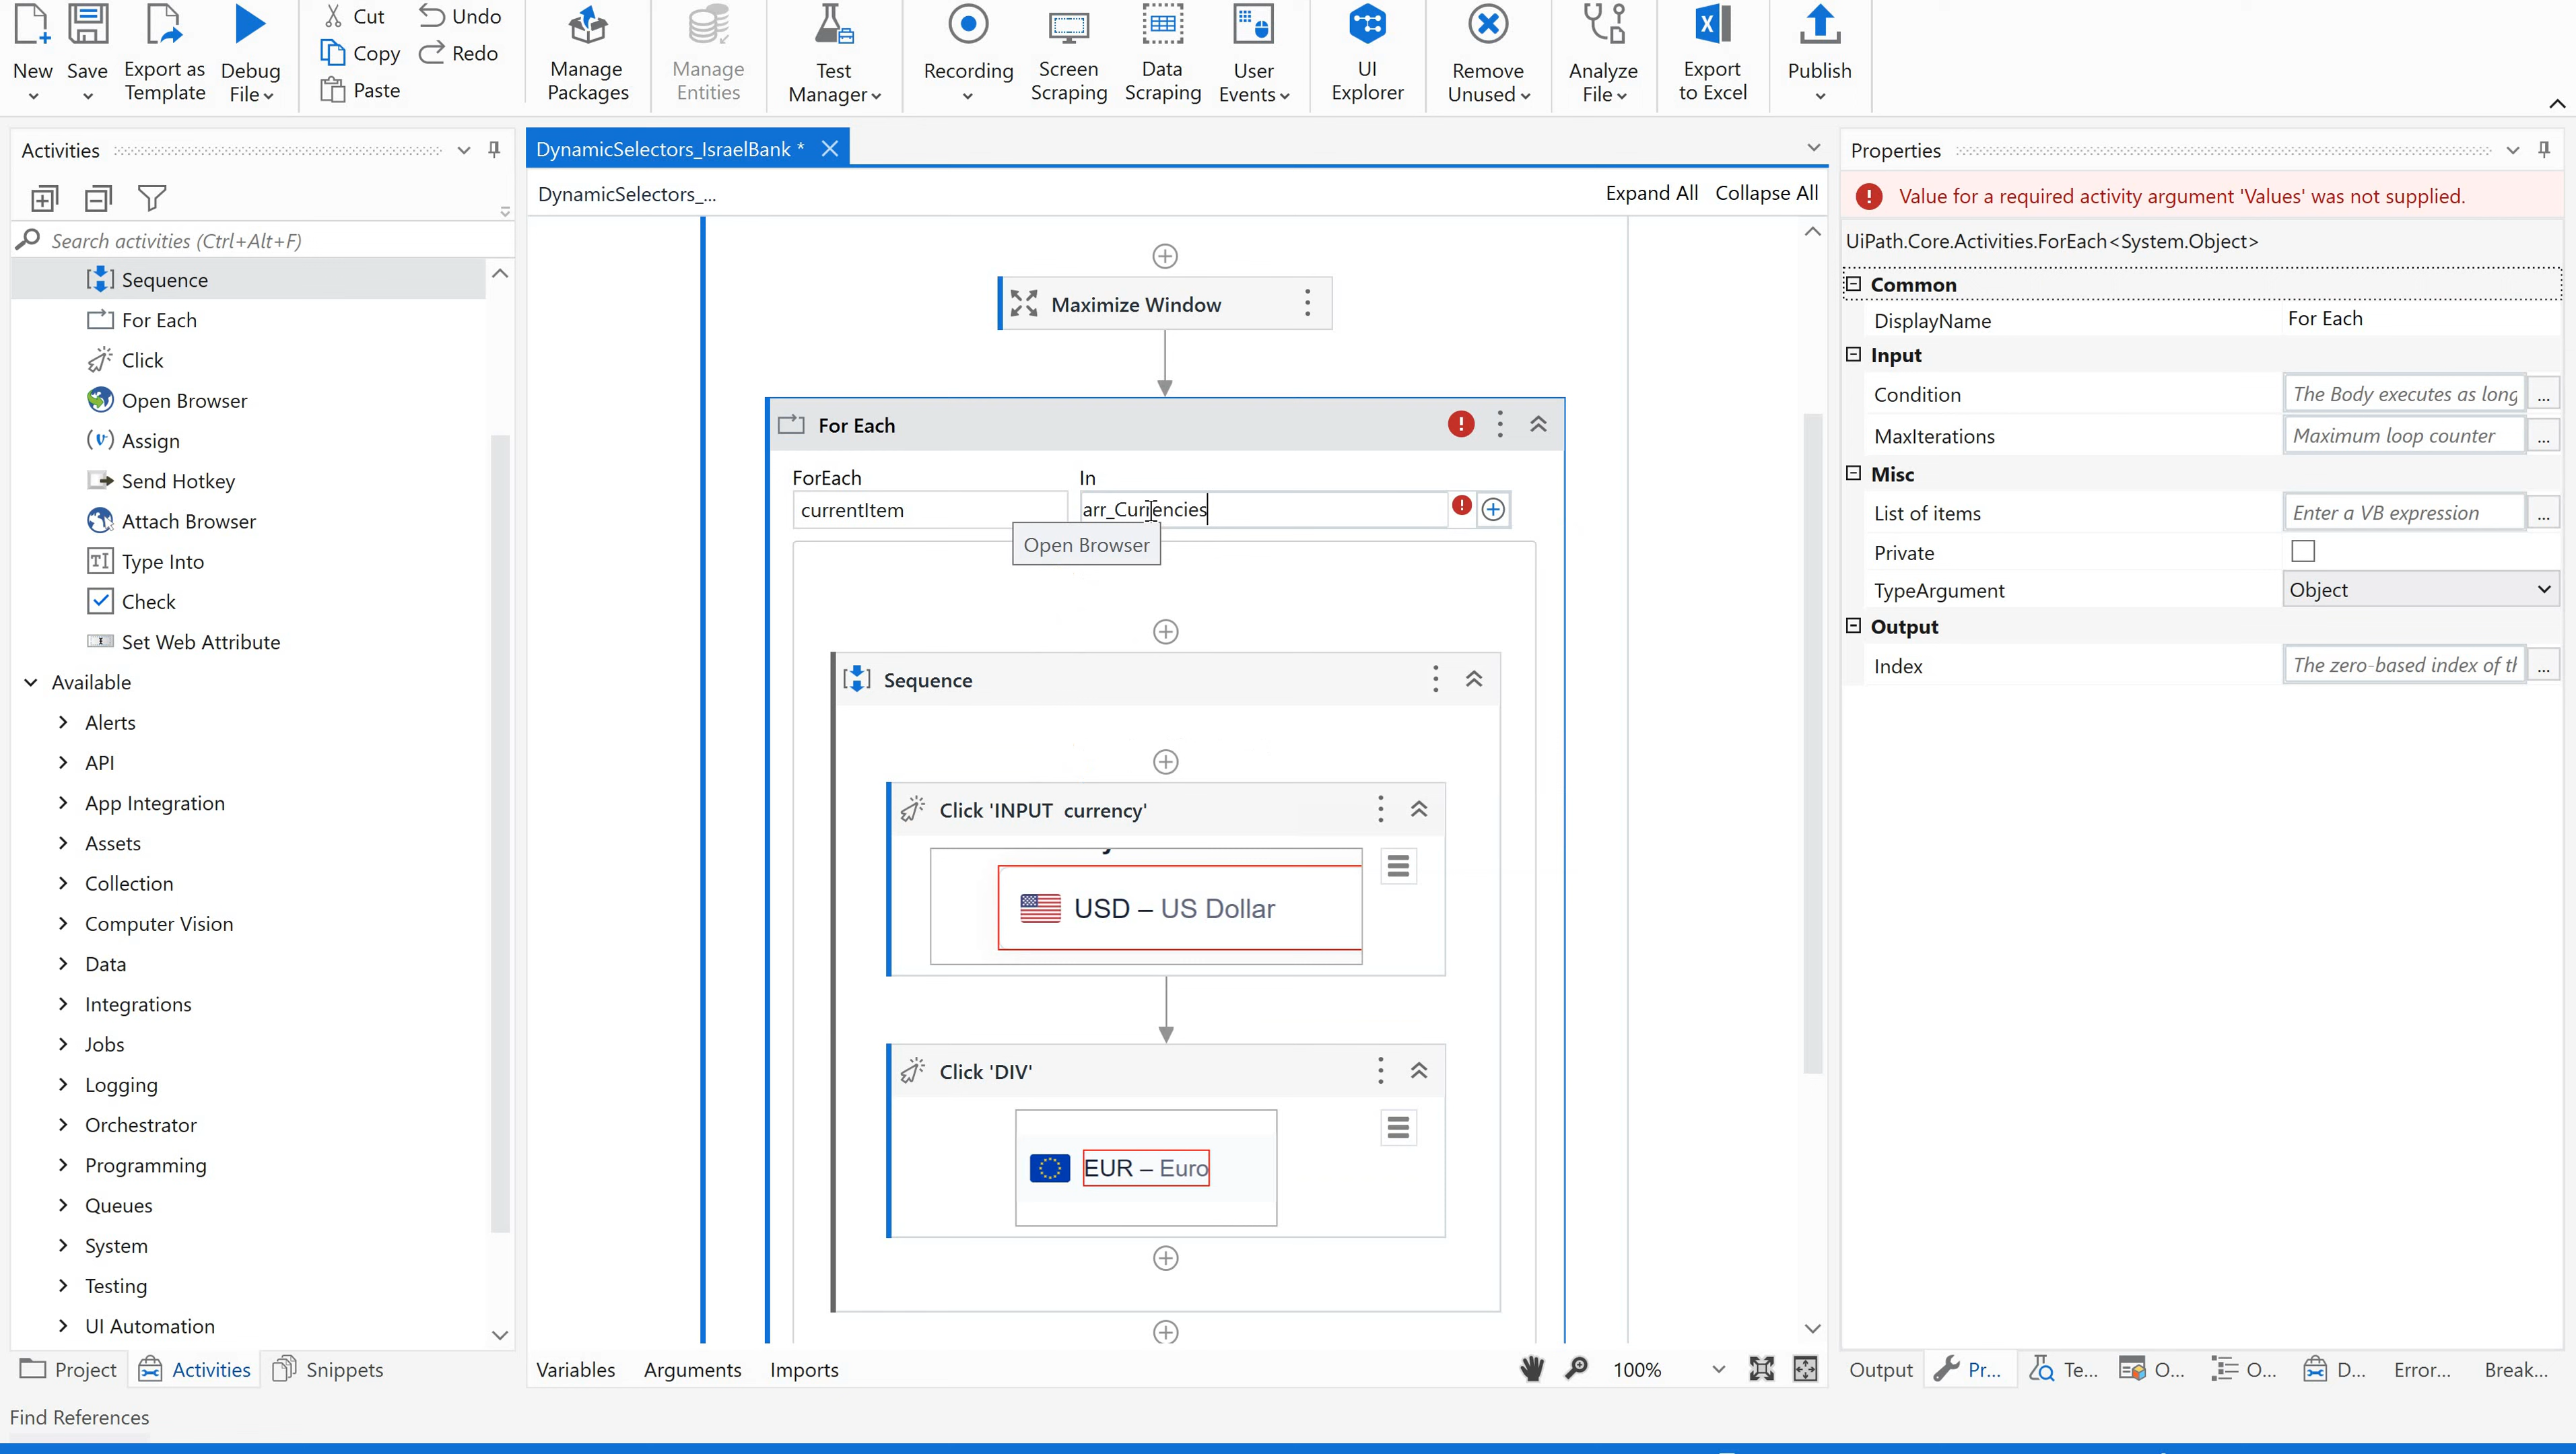 New
Save
Export as
Template
Debug
File
Cut
Copy
Paste
Undo
Redo
Manage
Packages
Manage
Entities
Test
Manager
Recording
Screen
Scraping
Data
Scraping
User
Events
UI
Explorer
Remove
Unused
Analyze
File
Export
to Excel
Publish
Activities
Search activities (Ctrl+Alt+F)
Sequence
For Each
Click
Open Browser
Assign
Send Hotkey
Attach Browser
Type Into
Check
Set Web Attribute
Available
Alerts
API
App Integration
Assets
Collection
Computer Vision
Data
Integrations
Jobs
Logging
Orchestrator
Programming
Queues
System
Testing
UI Automation
Project
Activities
Snippets
Find References
DynamicSelectors_IsraelBank *
DynamicSelectors_...
Expand All
Collapse All
Maximize Window
For Each
ForEach
In
currentItem
arr_Currencies
Open Browser
Sequence
Click 'INPUT currency'
USD – US Dollar
Click 'DIV'
EUR – Euro
Variables
Arguments
Imports
100%
Properties
Value for a required activity argument 'Values' was not supplied.
UiPath.Core.Activities.ForEach<System.Object>
Common
DisplayName
For Each
Input
Condition
The Body executes as long
...
MaxIterations
Maximum loop counter
...
Misc
List of items
Enter a VB expression
...
Private
TypeArgument
Object
Output
Index
The zero-based index of th
...
Output
Pr...
Te...
O...
O...
D...
Error...
Break...